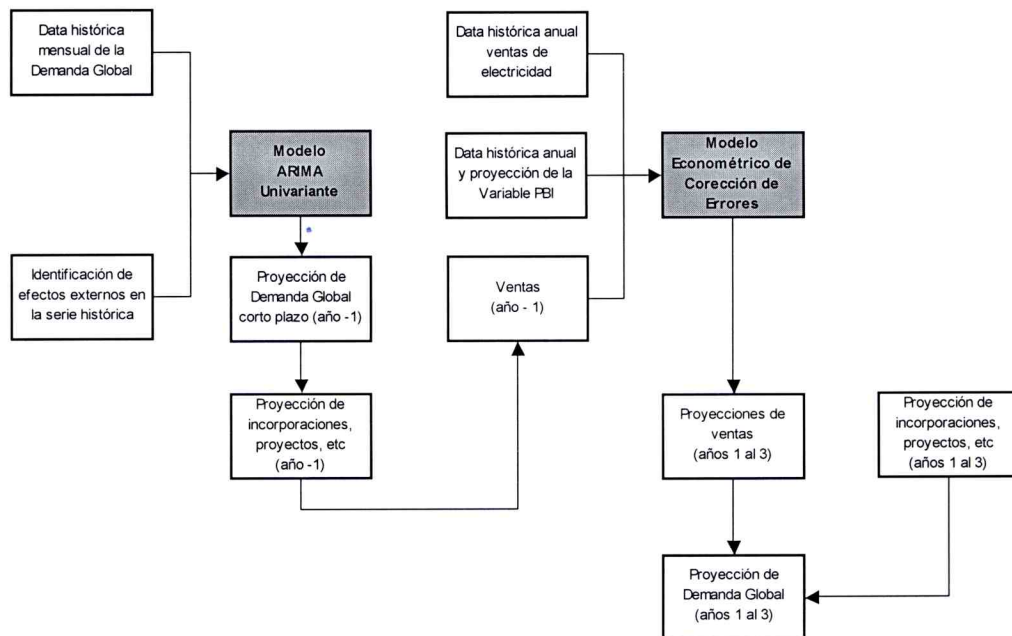 Data histórica
mensual de la
Demanda Global
Identificación de
efectos externos en
la serie histórica
Modelo
ARIMA
Univariante
Proyección de
Demanda Global
corto plazo (año -1)
Proyección de
incorporaciones,
proyectos, etc
(año -1)
Data histórica anual
ventas de
electricidad
Data histórica anual
y proyección de la
Variable PBI
Ventas
(año - 1)
Modelo
Econométrico de
Corección de
Errores
Proyecciones de
ventas
(años 1 al 3)
Proyección de
incorporaciones,
proyectos, etc
(años 1 al 3)
Proyección de
Demanda Global
(años 1 al 3)